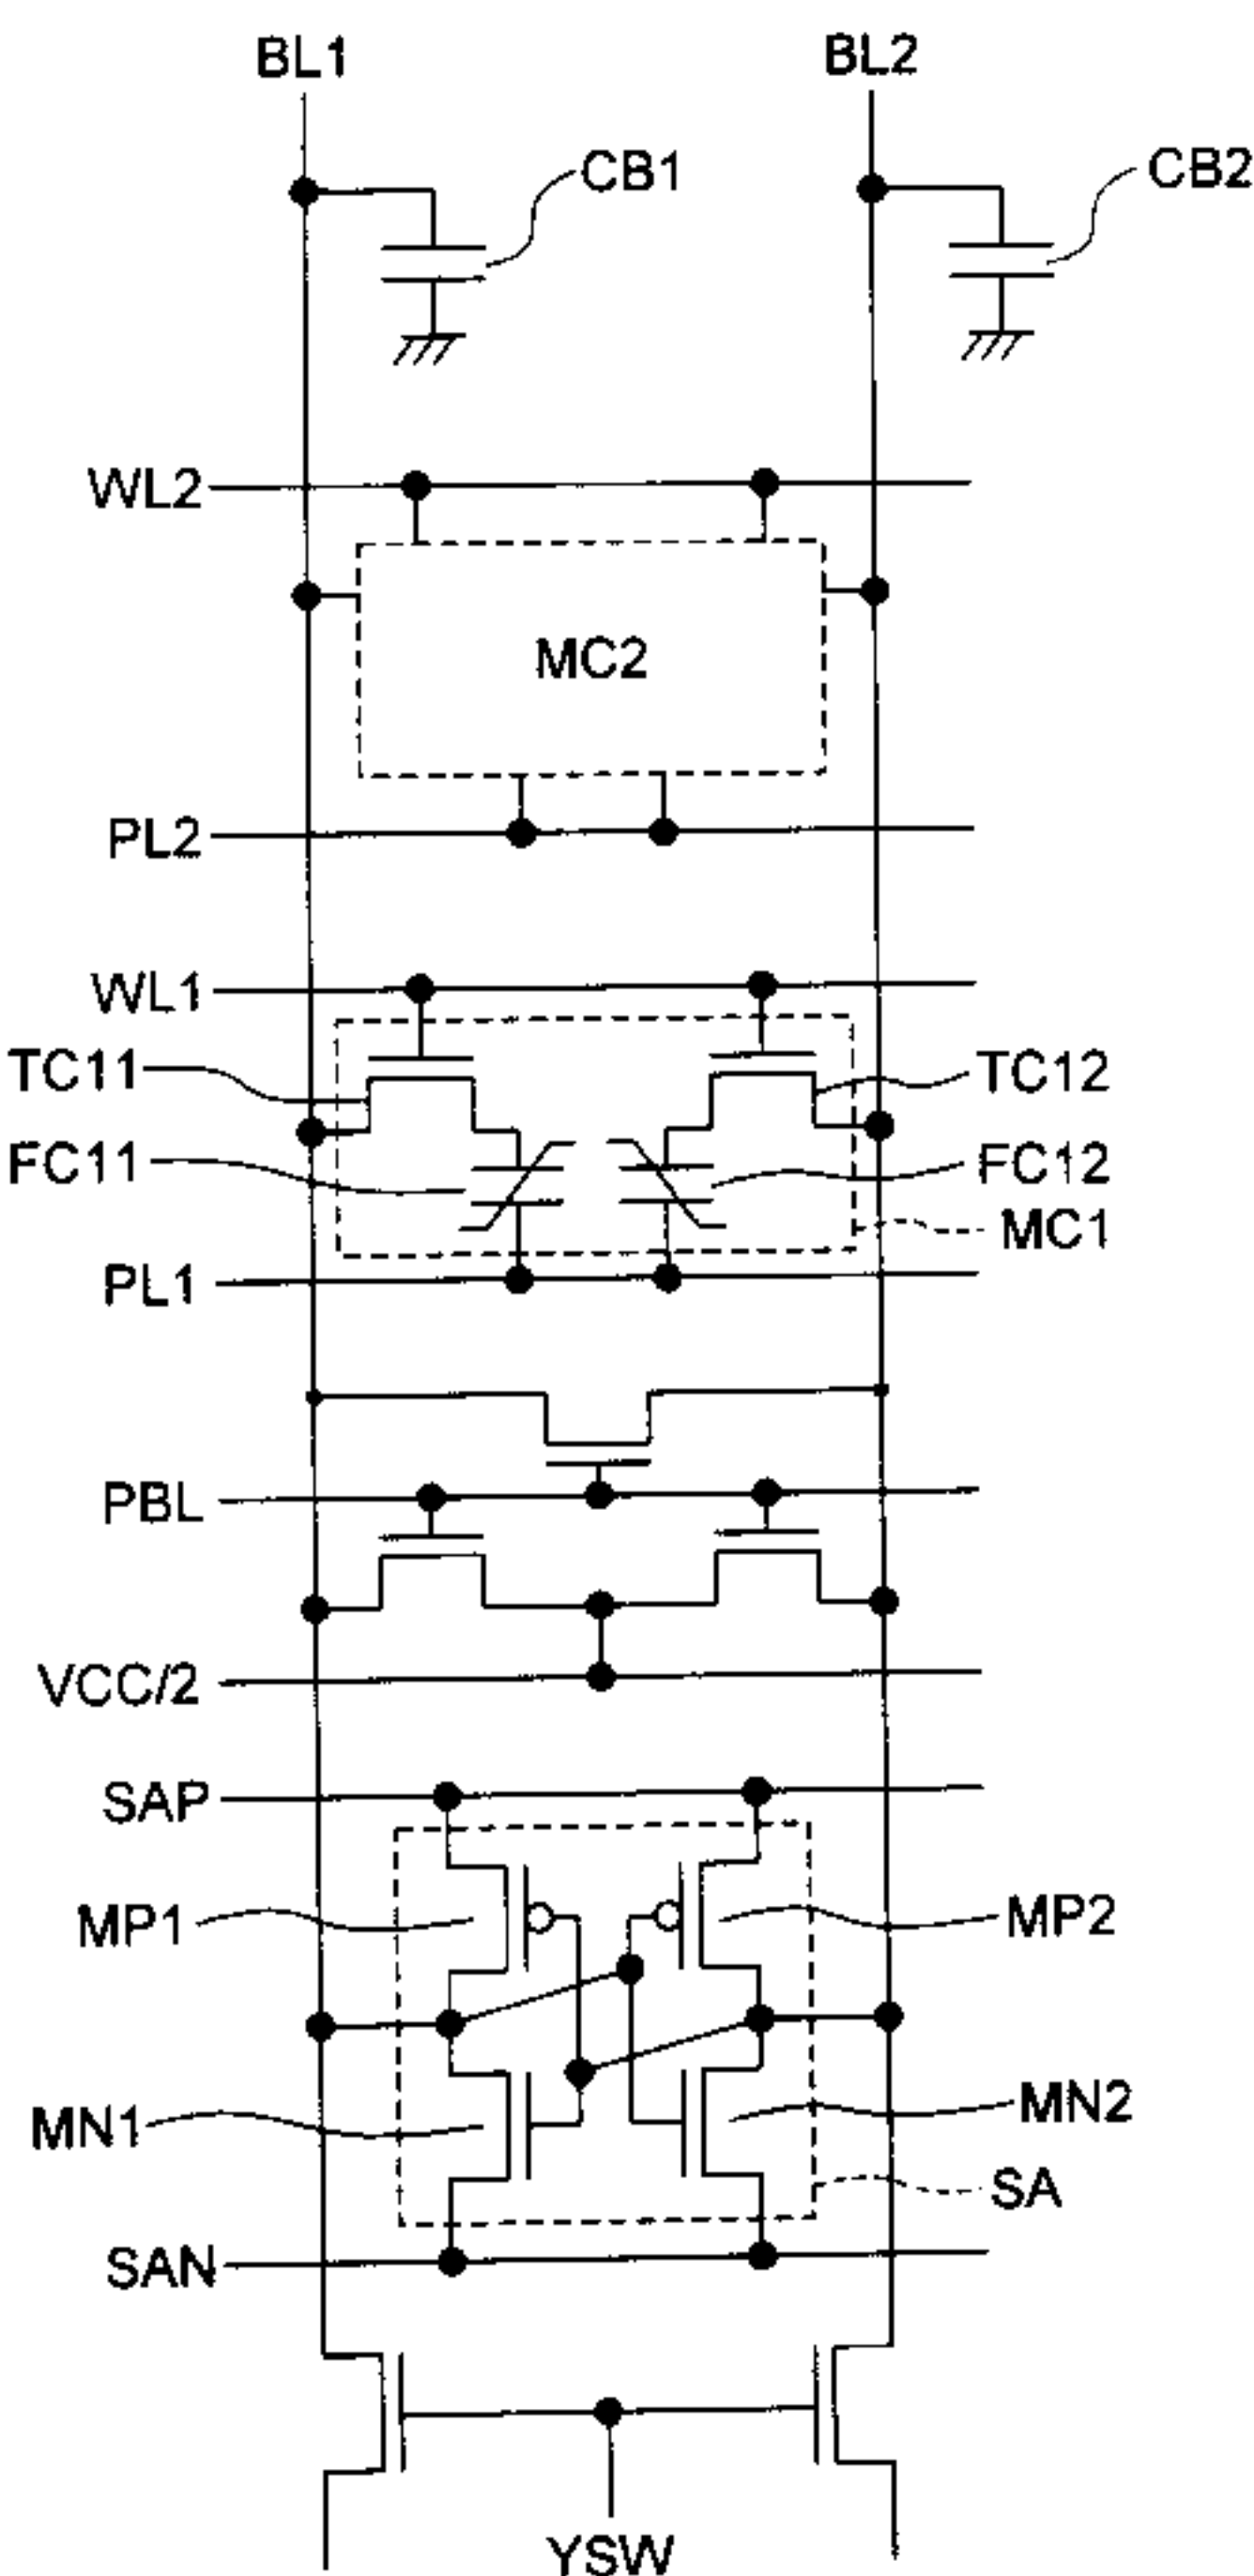 BL1 BL2
CB1 CB2
WL2
MC2
PL2
WL1
TC11 TC12
FC11 FC12
MC1
PL1
PBL
VCC/2
SAP
MP1 MP2
MN1 MN2
SA
SAN
YSW